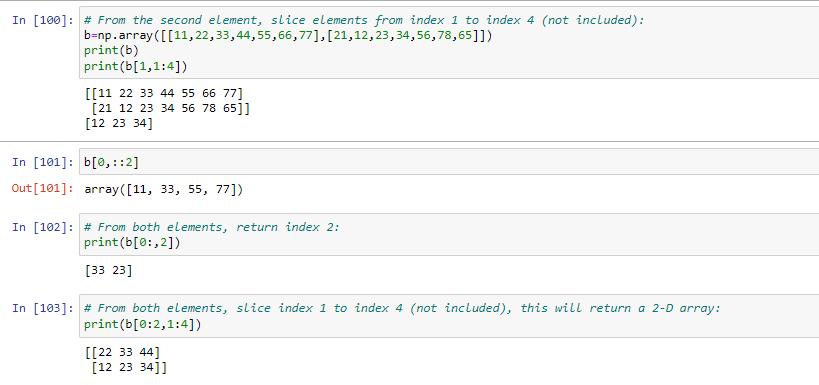 In [100]: # From the second element, slice elements from index 1 to index 4 (not included):
b=np.array([[11,22,33,44,55,66,77],[21,12,23,34,56,78,65]])
print(b)
print(b[1,1:4])
[[11 22 33 44 55 66 77]
[21 12 23 34 56 78 65]]
[12 23 34]
In [101]: b[0,::2]
Out[101]: array([11, 33, 55, 77])
In [102]: # From both elements, return index 2:
print(b[0:,2])
[33 23]
In [103]: # From both elements, slice index 1 to index 4 (not included), this will return a 2-D array:
print(b[0:2,1:4])
[[22 33 44]
[12 23 34]]